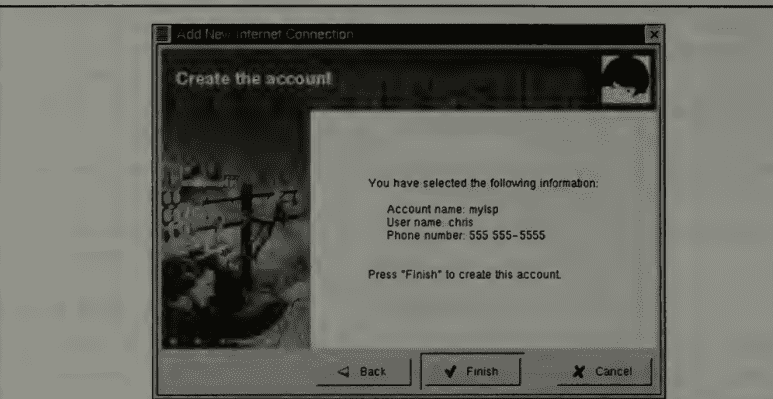 Add New Internet Connection
Create the account
You have selected the following information:
Account name: myisp
User name: chris
Phone number: 555 555-5555
Press "Finish" to create this account.
Back
Finish
Cancel